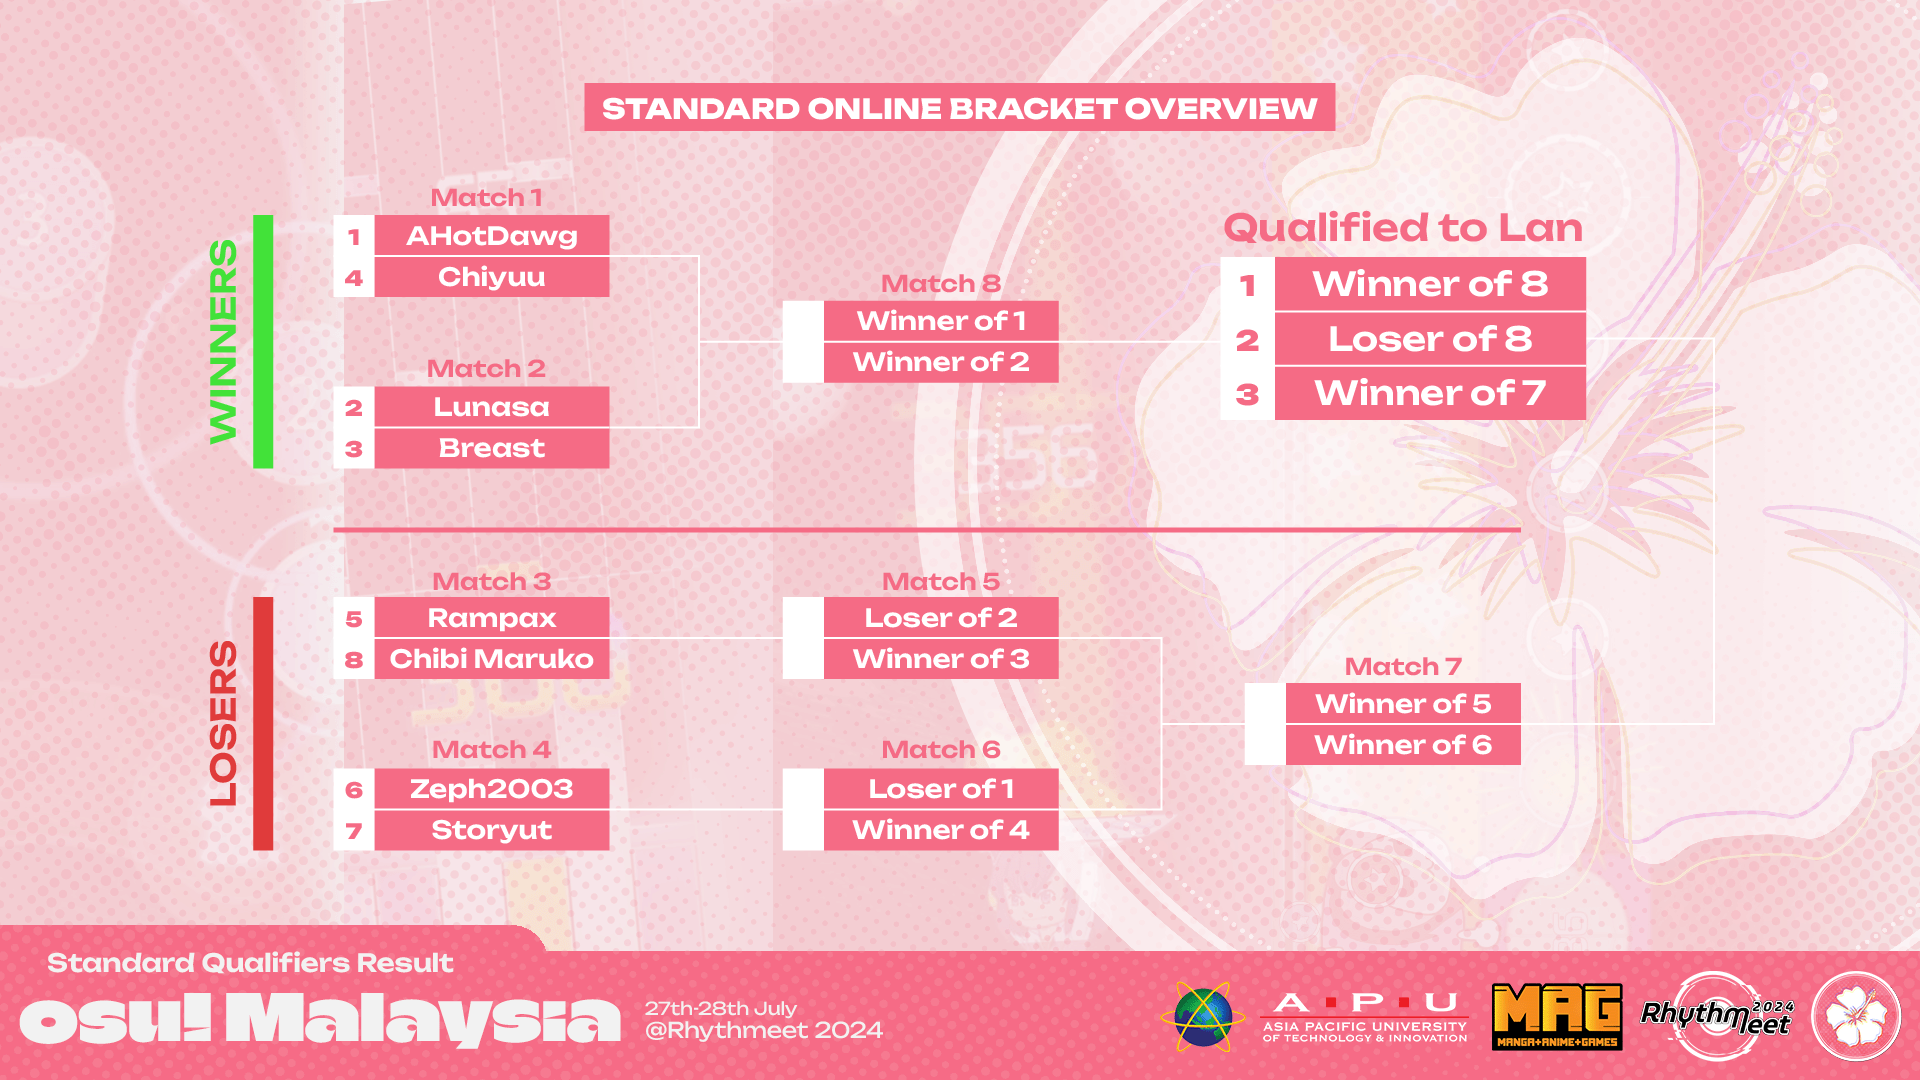 STANDARD ONLINE BRACKET OVERVIEW
WINNERS
Match 1
1 AHotDawg
4 Chiyuu
Match 2
2 Lunasa
3 Breast
Match 8
Winner of 1
Winner of 2
Qualified to Lan
1 Winner of 8
2 Loser of 8
3 Winner of 7
LOSERS
Match 3
5 Rampax
8 Chibi Maruko
Match 4
6 Zeph2003
7 Storyut
Match 5
Loser of 2
Winner of 3
Match 6
Loser of 1
Winner of 4
Match 7
Winner of 5
Winner of 6
356
Standard Qualifiers Result
osu! Malaysia
27th-28th July
@Rhythmeet 2024
A·P·U
ASIA PACIFIC UNIVERSITY
OF TECHNOLOGY & INNOVATION
MAG
MANGA+ANIME+GAMES
Rhythmeet 2024